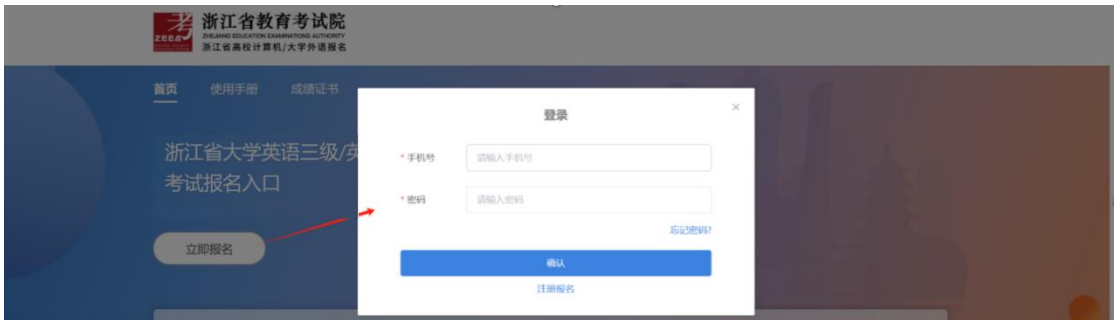 浙江省教育考试院
ZHEJIANG EDUCATION EXAMINATIONS AUTHORITY
ZEEA
浙江省高校计算机/大学外语报名
首页 使用手册 成绩证书
浙江省大学英语三级/英
考试报名入口
立即报名
登录
×
* 手机号 请输入手机号
* 密码 请输入密码
忘记密码?
确认
注册报名